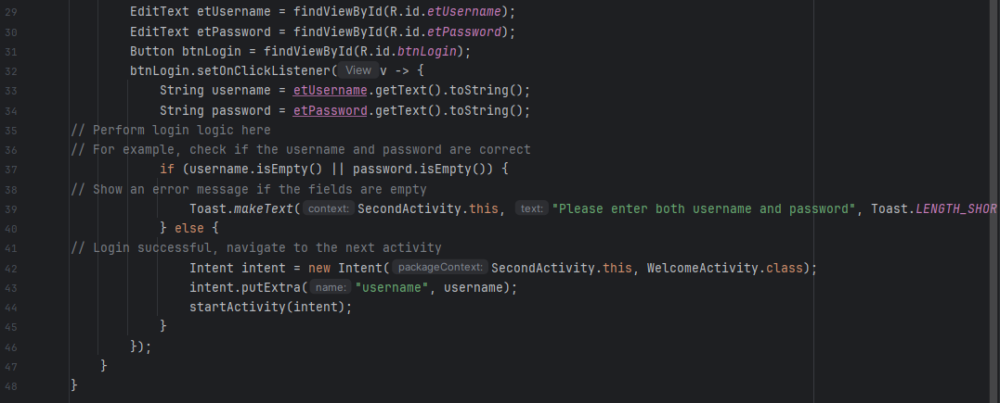 29 EditText etUsername = findViewById(R.id.etUsername);
30 EditText etPassword = findViewById(R.id.etPassword);
31 Button btnLogin = findViewById(R.id.btnLogin);
32 btnLogin.setOnClickListener( View v -> {
33 String username = etUsername.getText().toString();
34 String password = etPassword.getText().toString();
35 // Perform login logic here
36 // For example, check if the username and password are correct
37 if (username.isEmpty() || password.isEmpty()) {
38 // Show an error message if the fields are empty
39 Toast.makeText( context: SecondActivity.this, text: "Please enter both username and password", Toast.LENGTH_SHOR
40 } else {
41 // Login successful, navigate to the next activity
42 Intent intent = new Intent( packageContext: SecondActivity.this, WelcomeActivity.class);
43 intent.putExtra( name: "username", username);
44 startActivity(intent);
45 }
46 });
47 }
48 }